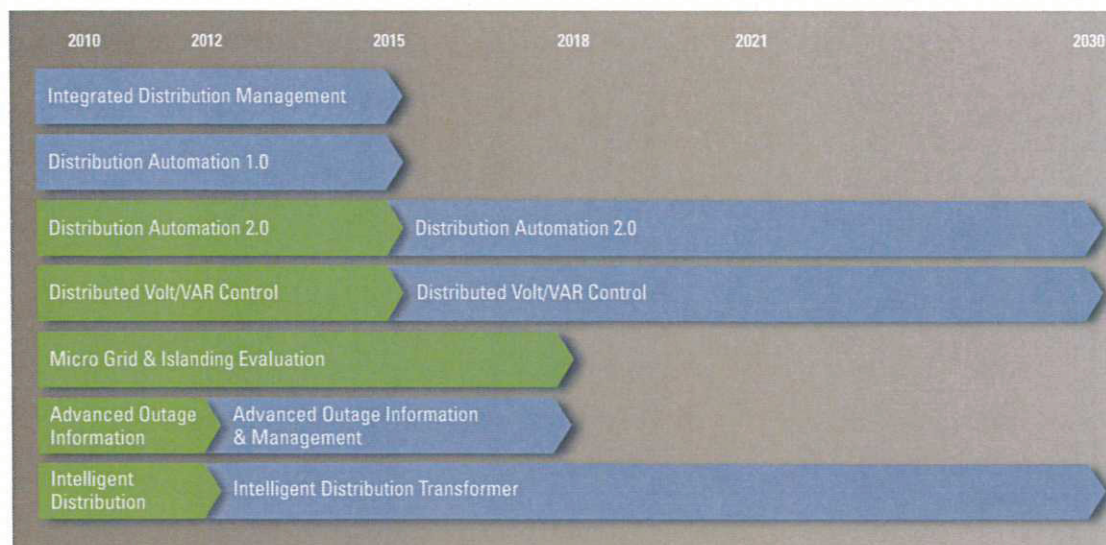 2010 2012 2015 2018 2021 2030
Integrated Distribution Management
Distribution Automation 1.0
Distribution Automation 2.0 Distribution Automation 2.0
Distributed Volt/VAR Control Distributed Volt/VAR Control
Micro Grid & Islanding Evaluation
Advanced Outage
Information
Advanced Outage Information
& Management
Intelligent
Distribution
Intelligent Distribution Transformer